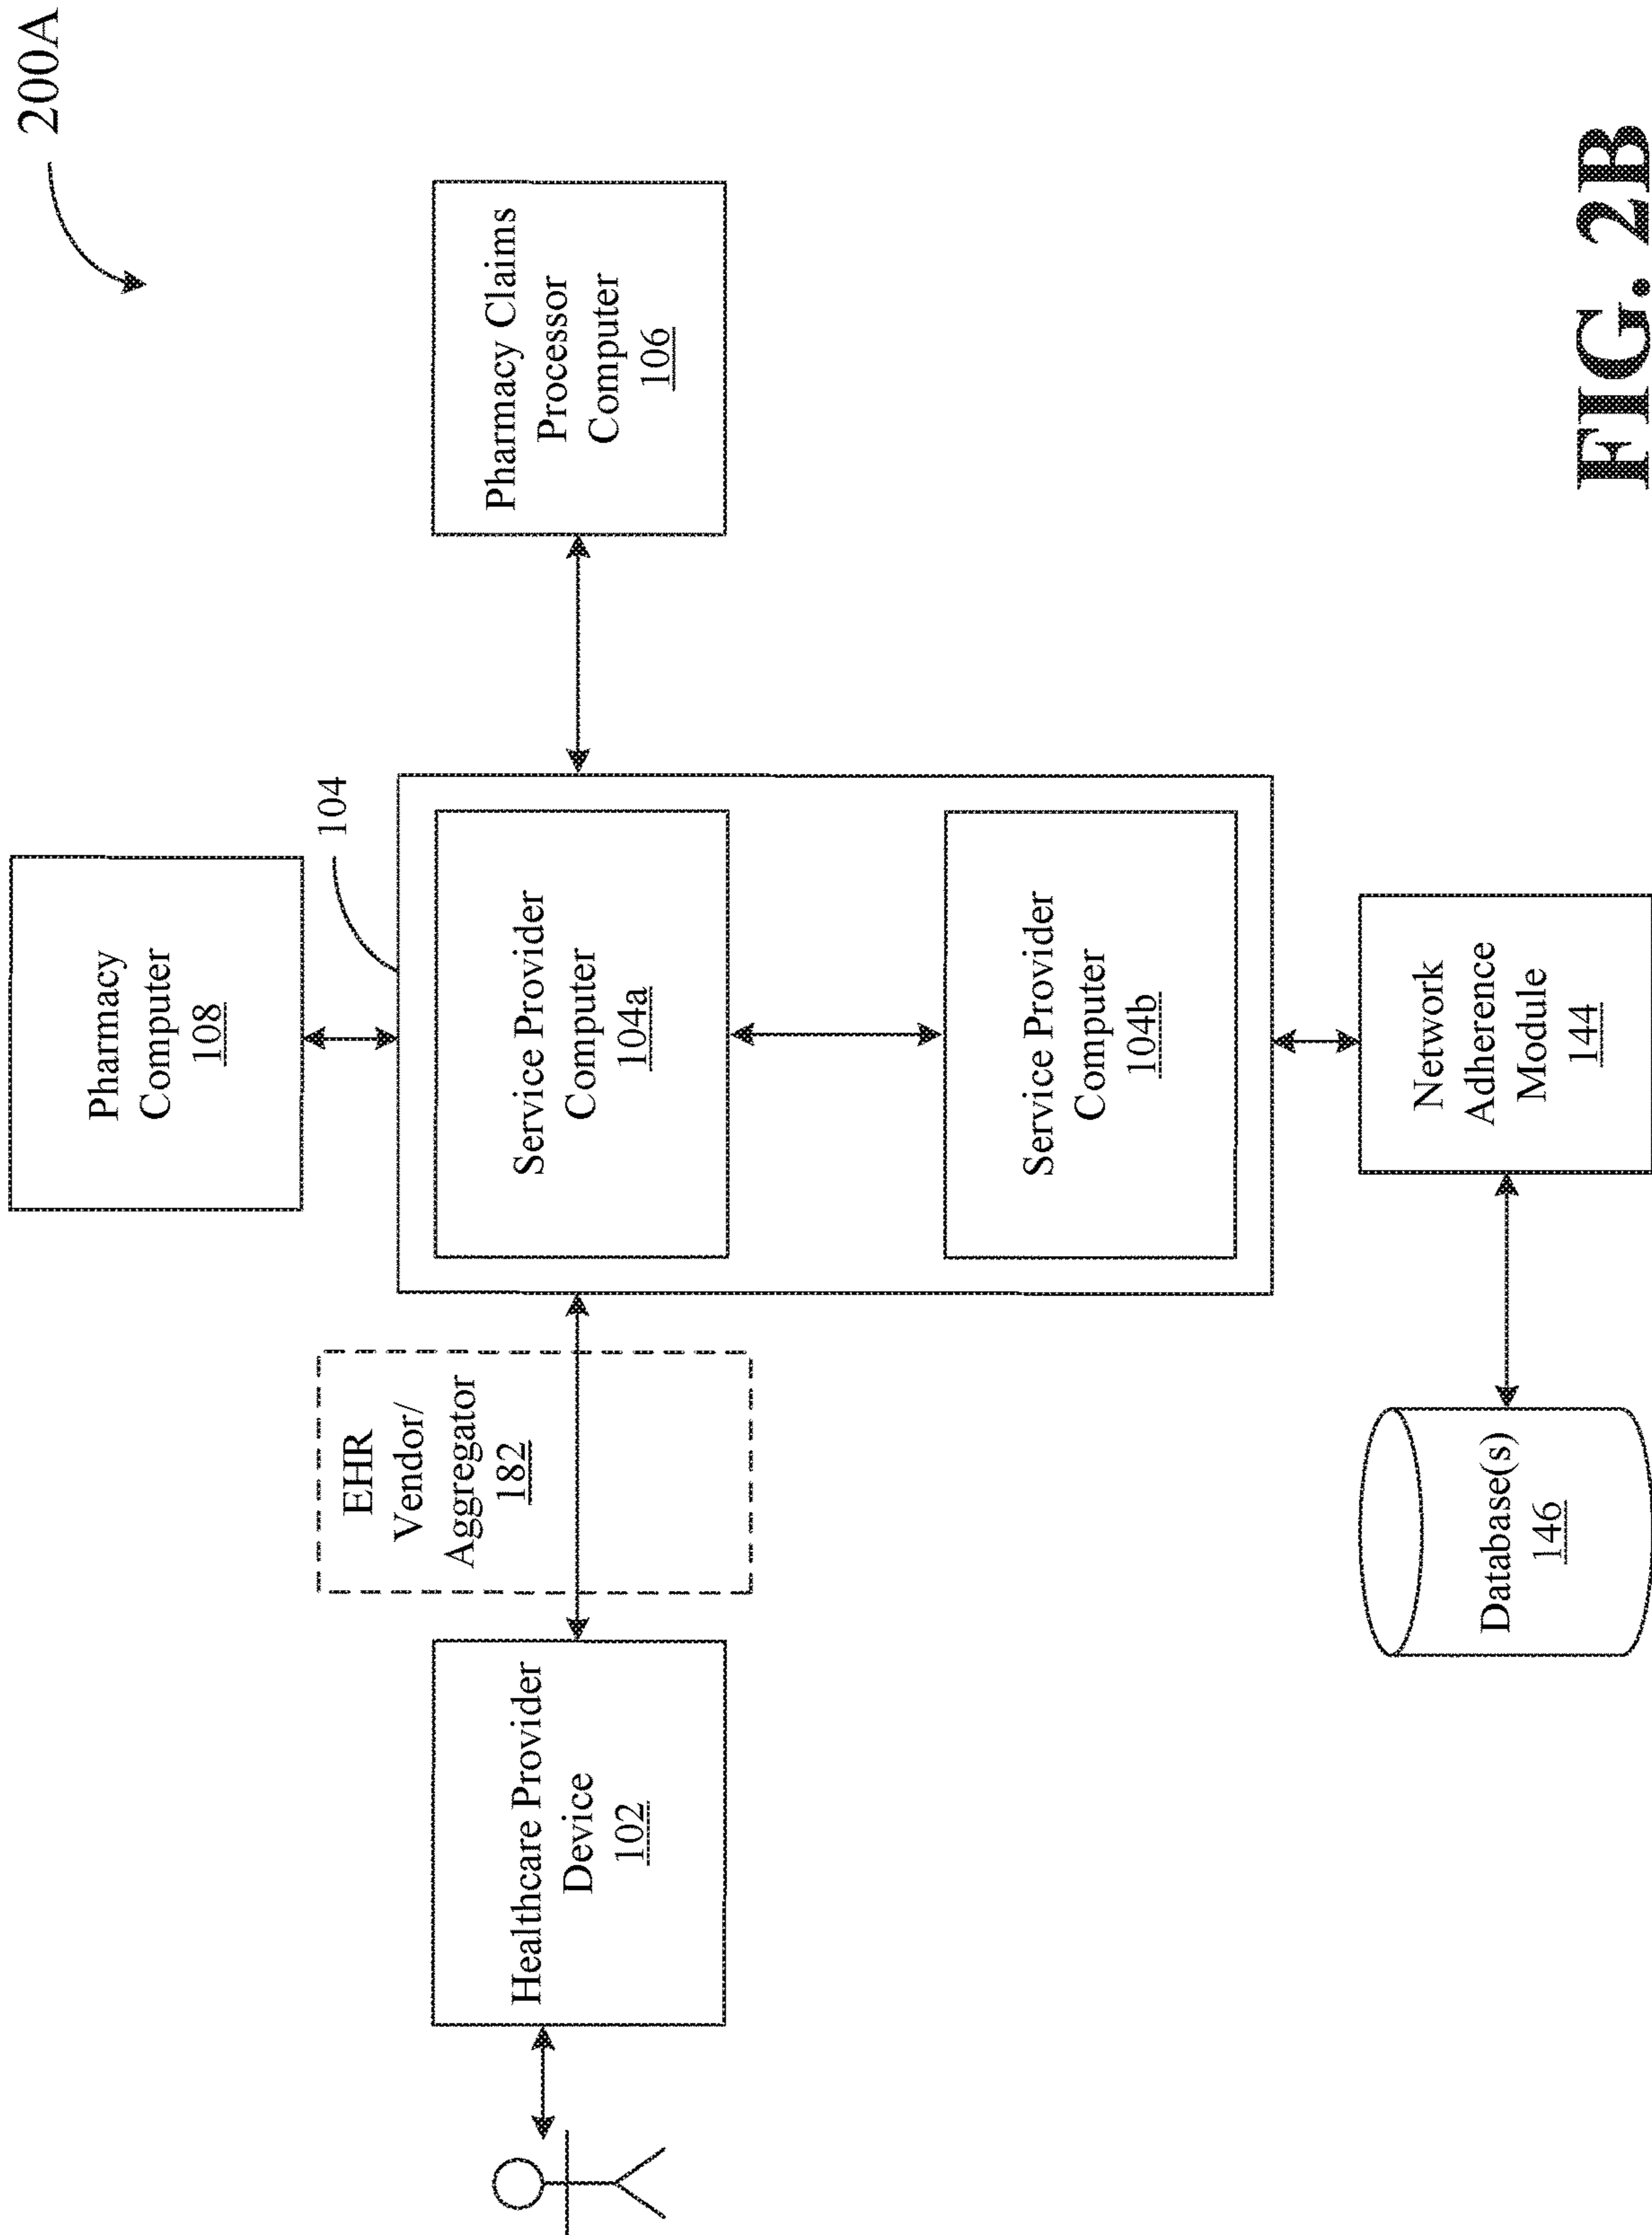 200A
Pharmacy
Computer
108
104
EHR
Vendor/
Aggregator
182
Healthcare Provider
Device
102
Service Provider
Computer
104a
Pharmacy Claims
Processor
Computer
106
Service Provider
Computer
104b
Database(s)
146
Network
Adherence
Module
144
FIG. 2B